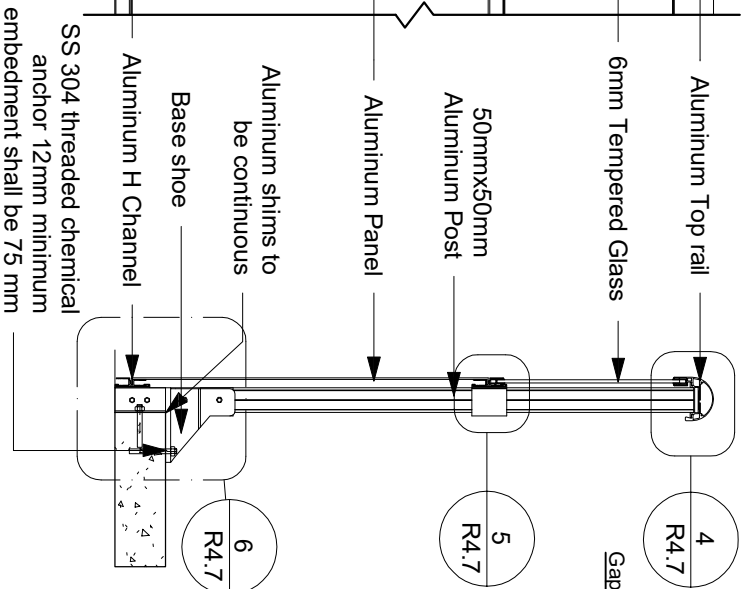 Aluminum Top rail
6mm Tempered Glass
50mmx50mm
Aluminum Post
Aluminum Panel
Aluminum shims to
be continuous
Base shoe
Aluminum H Channel
SS 304 threaded chemical
anchor 12mm minimum
embedment shall be 75 mm
4
R4.7
5
R4.7
6
R4.7
Gap